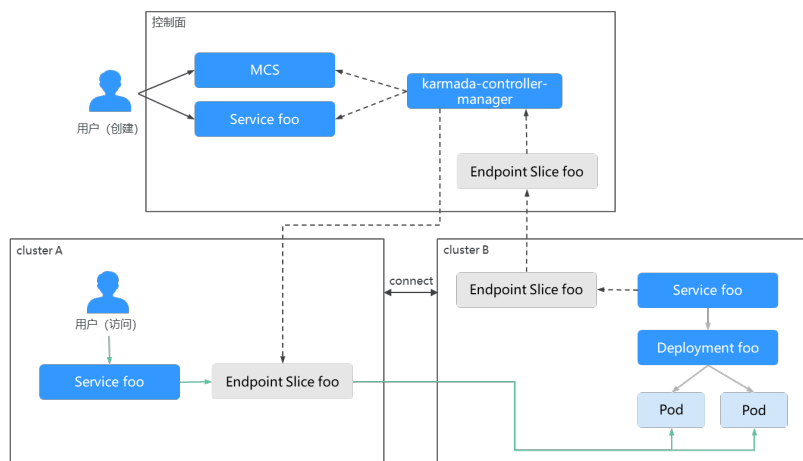 控制面
MCS
karmada-controller-
manager
Service foo
用户（创建）
Endpoint Slice foo
cluster A
cluster B
connect
用户（访问）
Endpoint Slice foo
Service foo
Deployment foo
Service foo
Endpoint Slice foo
Pod
Pod